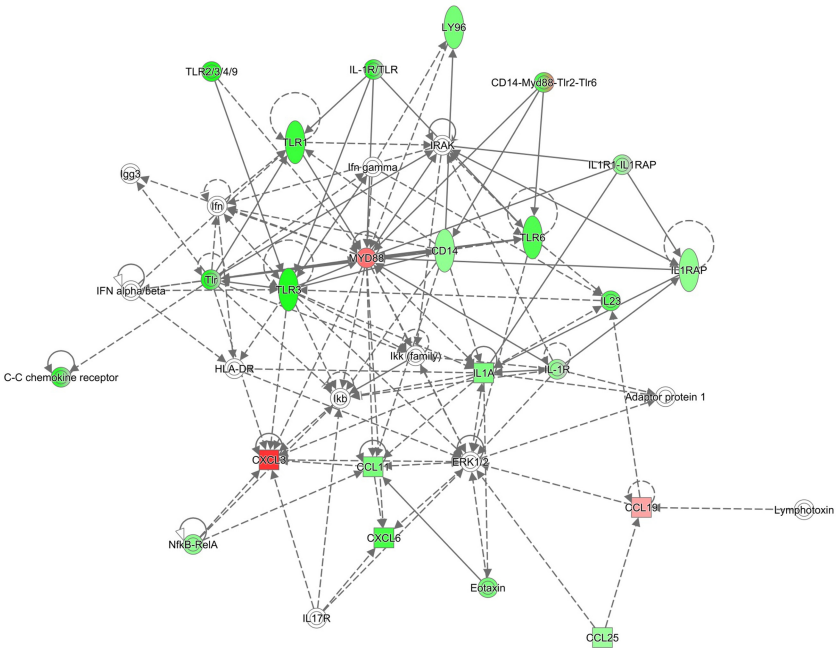 LY96
TLR2/3/4/9
IL-1R/TLR
CD14-Myd88-Tlr2-Tlr6
TLR1
IRAK
Igg3
Ifn gamma
IL1R1-IL1RAP
Ifn
TLR6
MYD88
CD14
IL1RAP
Tlr
TLR3
IFN alpha/beta
IL23
Ikk (family)
HLA-DR
IL1A
IL-1R
C-C chemokine receptor
Ikb
Adaptor protein 1
CXCL3
CCL11
ERK1/2
CCL19
Lymphotoxin
NfkB-RelA
CXCL6
Eotaxin
IL17R
CCL25